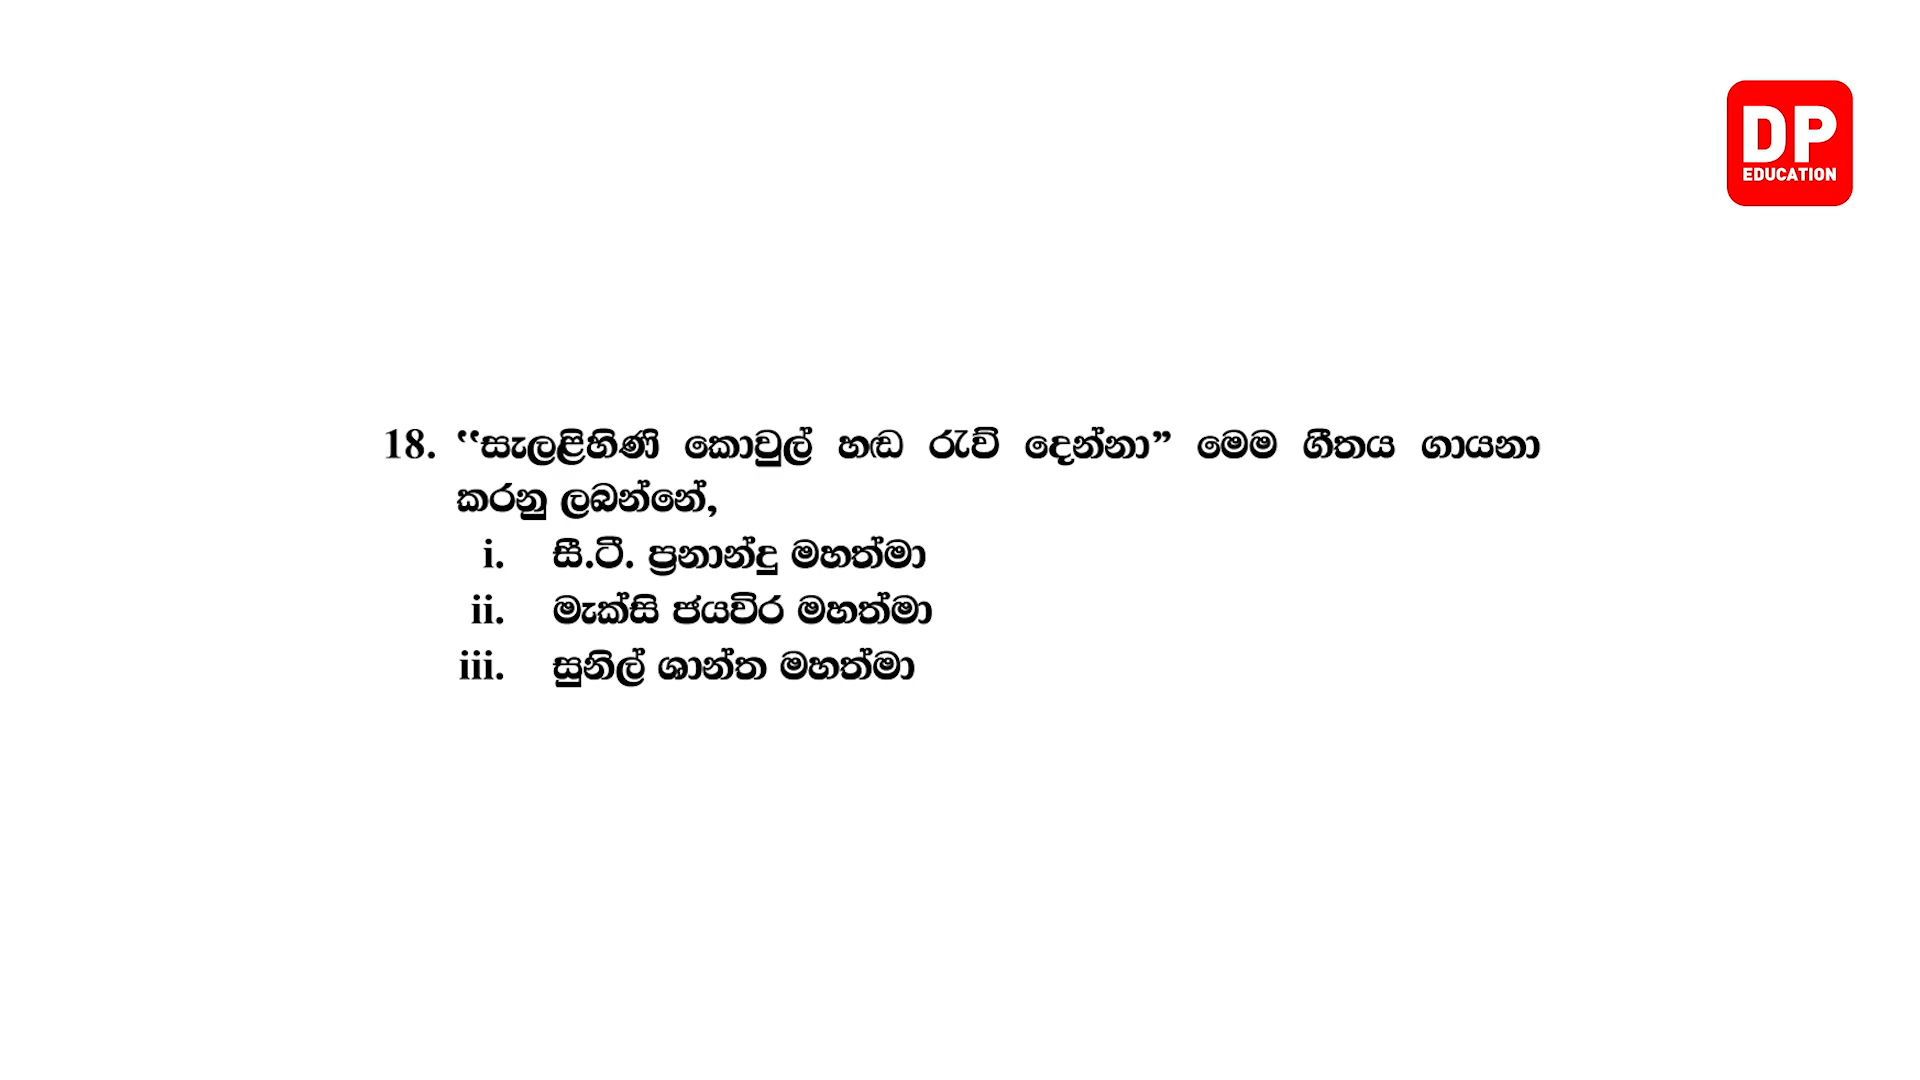 DP
EDUCATION
18. “සැලළිහිණි කොවුල් හඬ රැව් දෙන්නා” මෙම ගීතය ගායනා
කරනු ලබන්නේ,
i. සී.ටී. ප්‍රනාන්දු මහත්මා
ii. මැක්සි ජයවිර මහත්මා
iii. සුනිල් ශාන්ත මහත්මා